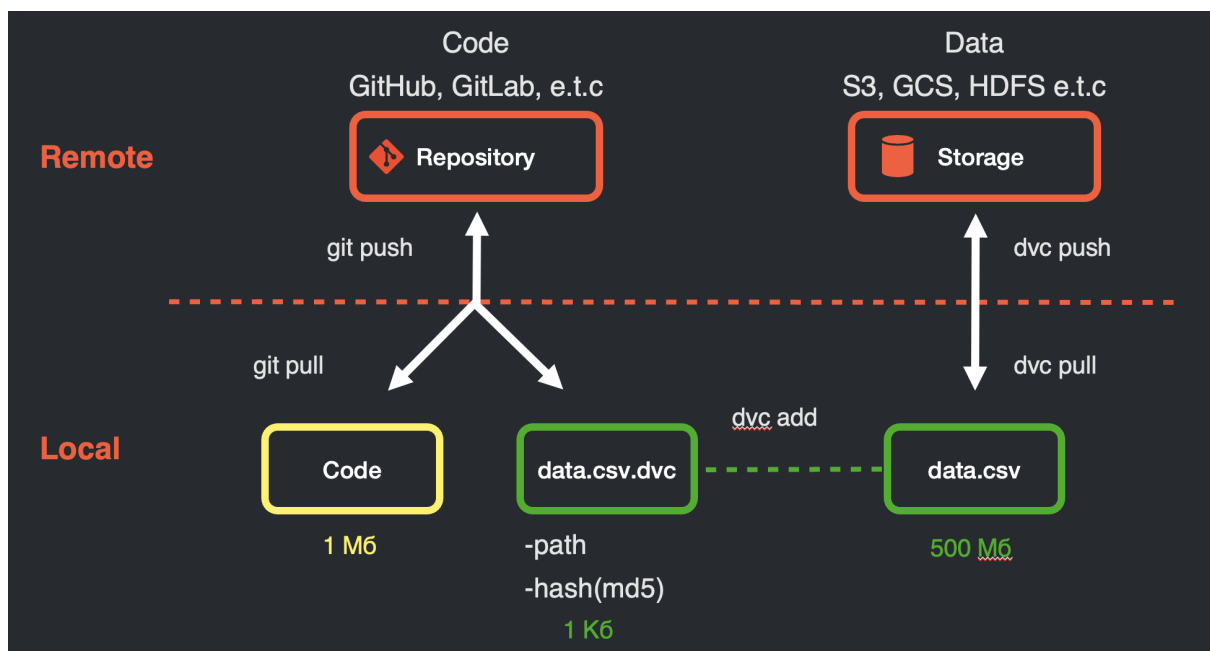 Code
GitHub, GitLab, e.t.c
Data
S3, GCS, HDFS e.t.c
Remote
Repository
Storage
git push
dvc push
git pull
dvc pull
dvc add
Local
Code
data.csv.dvc
data.csv
1 Мб
-path
-hash(md5)
1 Кб
500 Мб